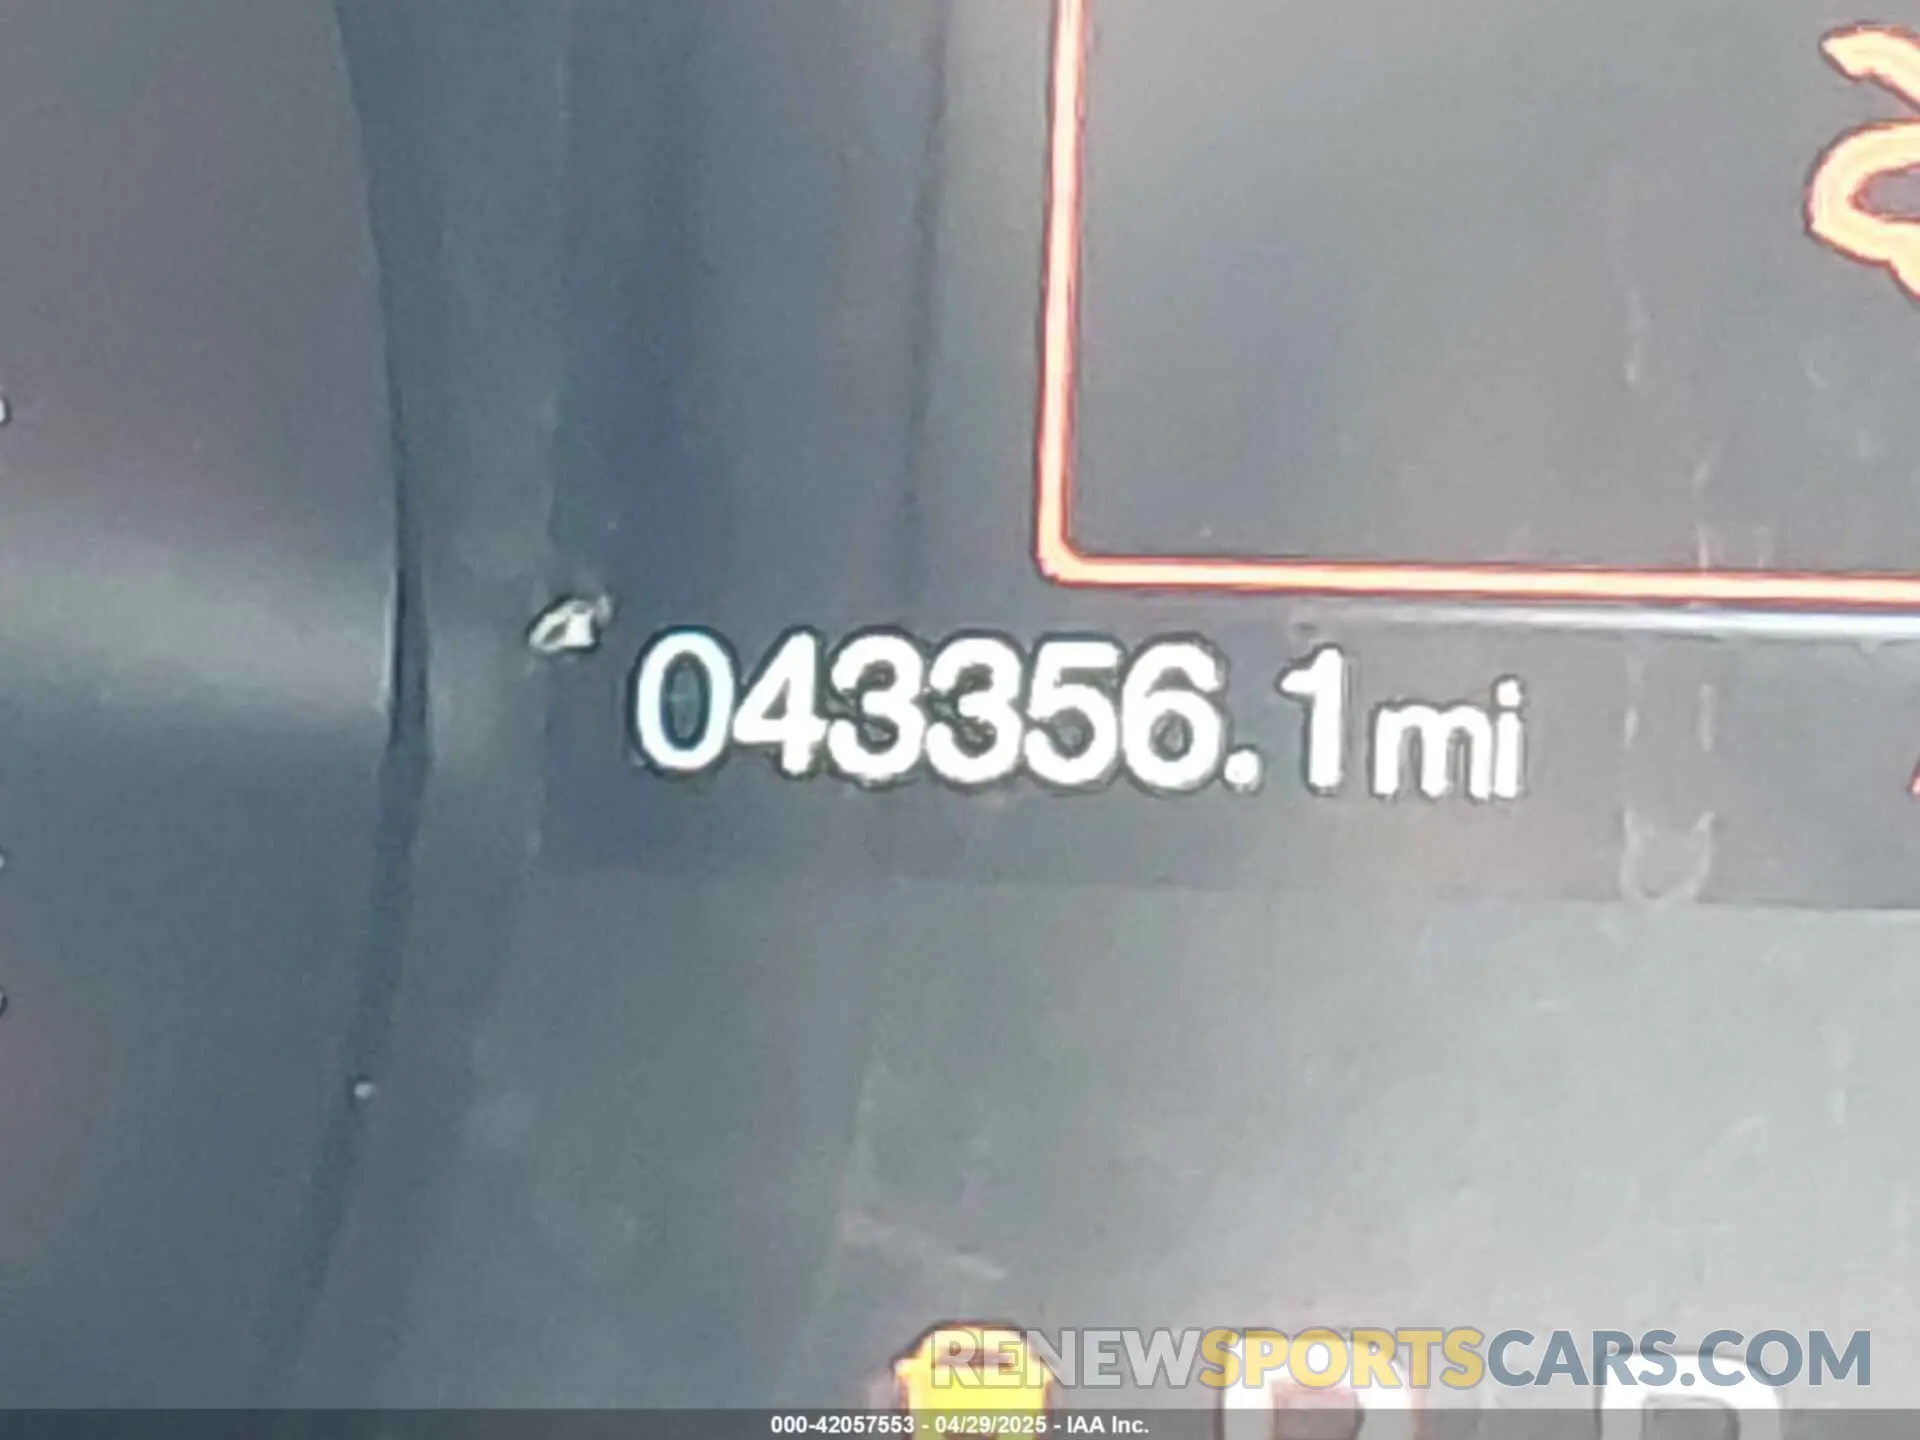 043356.1mi
RENEWSPORTSCARS.COM
000-42057553 - 04/29/2025 - IAA Inc.